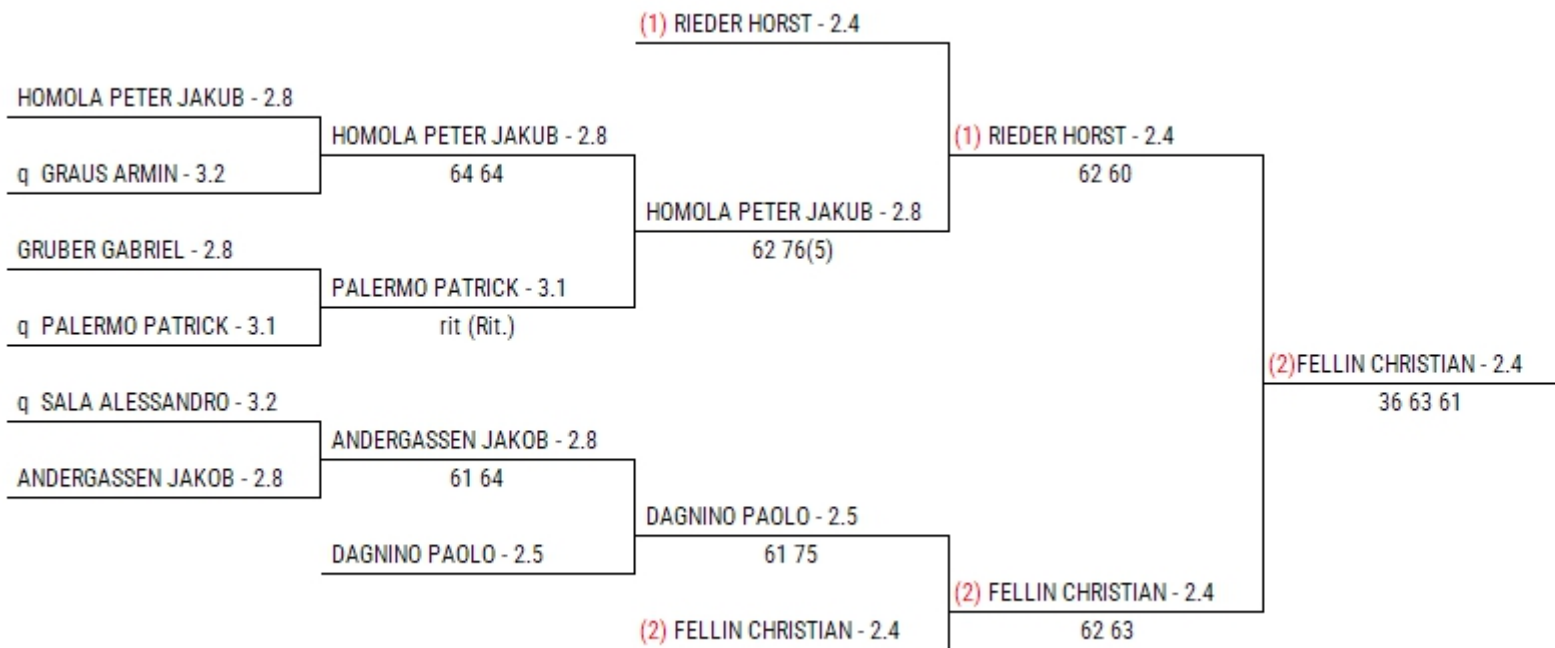 (1) RIEDER HORST - 2.4
HOMOLA PETER JAKUB - 2.8
HOMOLA PETER JAKUB - 2.8
(1) RIEDER HORST - 2.4
q GRAUS ARMIN - 3.2
64 64
62 60
HOMOLA PETER JAKUB - 2.8
GRUBER GABRIEL - 2.8
62 76(5)
PALERMO PATRICK - 3.1
q PALERMO PATRICK - 3.1
rit (Rit.)
(2)FELLIN CHRISTIAN - 2.4
q SALA ALESSANDRO - 3.2
36 63 61
ANDERGASSEN JAKOB - 2.8
ANDERGASSEN JAKOB - 2.8
61 64
DAGNINO PAOLO - 2.5
DAGNINO PAOLO - 2.5
61 75
(2) FELLIN CHRISTIAN - 2.4
(2) FELLIN CHRISTIAN - 2.4
62 63